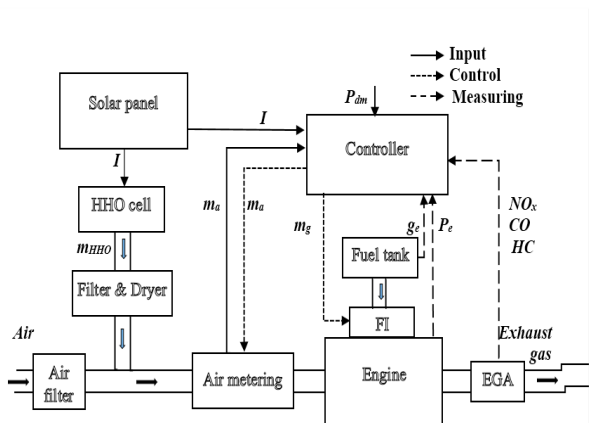 Input
Control
Measuring
Solar panel
P_dm
I
Controller
I
HHO cell
m_a
m_a
m_g
g_e
P_e
NO_x
CO
HC
m_HHO
Fuel tank
Filter & Dryer
FI
Air
Exhaust
gas
Air
filter
Air metering
Engine
EGA